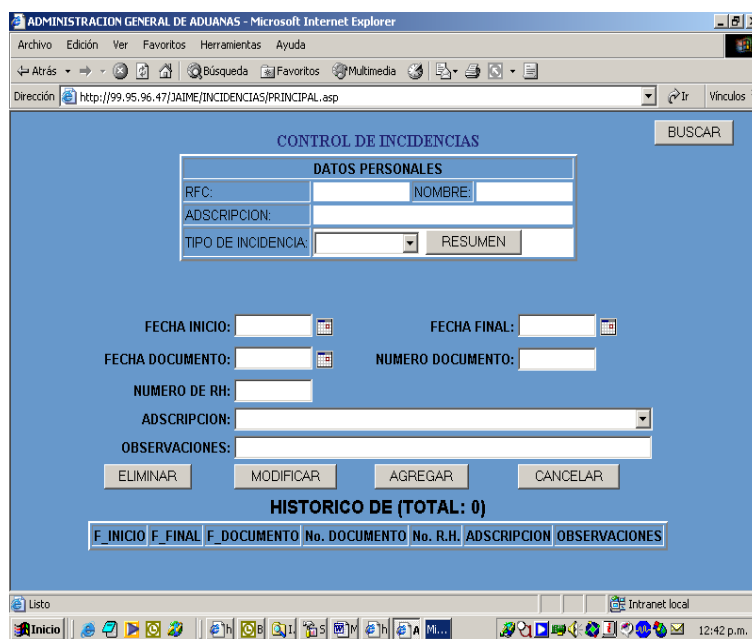 ADMINISTRACION GENERAL DE ADUANAS - Microsoft Internet Explorer
Archivo Edición Ver Favoritos Herramientas Ayuda
Atrás Búsqueda Favoritos Multimedia
Dirección http://99.95.96.47/JAIME/INCIDENCIAS/PRINCIPAL.asp Ir Vínculos
BUSCAR
CONTROL DE INCIDENCIAS
DATOS PERSONALES
RFC: NOMBRE:
ADSCRIPCION:
TIPO DE INCIDENCIA: RESUMEN
FECHA INICIO: FECHA FINAL:
FECHA DOCUMENTO: NUMERO DOCUMENTO:
NUMERO DE RH:
ADSCRIPCION:
OBSERVACIONES:
ELIMINAR MODIFICAR AGREGAR CANCELAR
HISTORICO DE (TOTAL: 0)
F_INICIO F_FINAL F_DOCUMENTO No. DOCUMENTO No. R.H. ADSCRIPCION OBSERVACIONES
Listo Intranet local
Inicio h B I. S M h A Mi... 12:42 p.m.